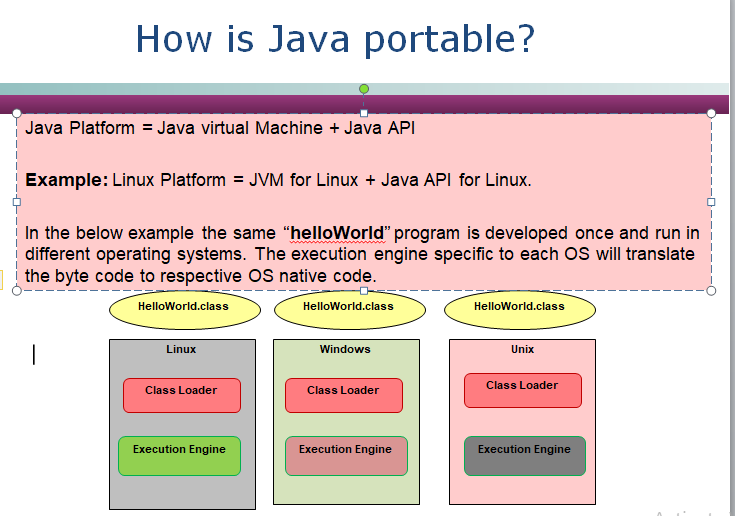 How is Java portable?
Java Platform = Java virtual Machine + Java API
Example: Linux Platform = JVM for Linux + Java API for Linux.
In the below example the same “helloWorld” program is developed once and run in
different operating systems. The execution engine specific to each OS will translate
the byte code to respective OS native code.
HelloWorld.class HelloWorld.class HelloWorld.class
Linux Windows Unix
Class Loader Class Loader Class Loader
Execution Engine Execution Engine Execution Engine